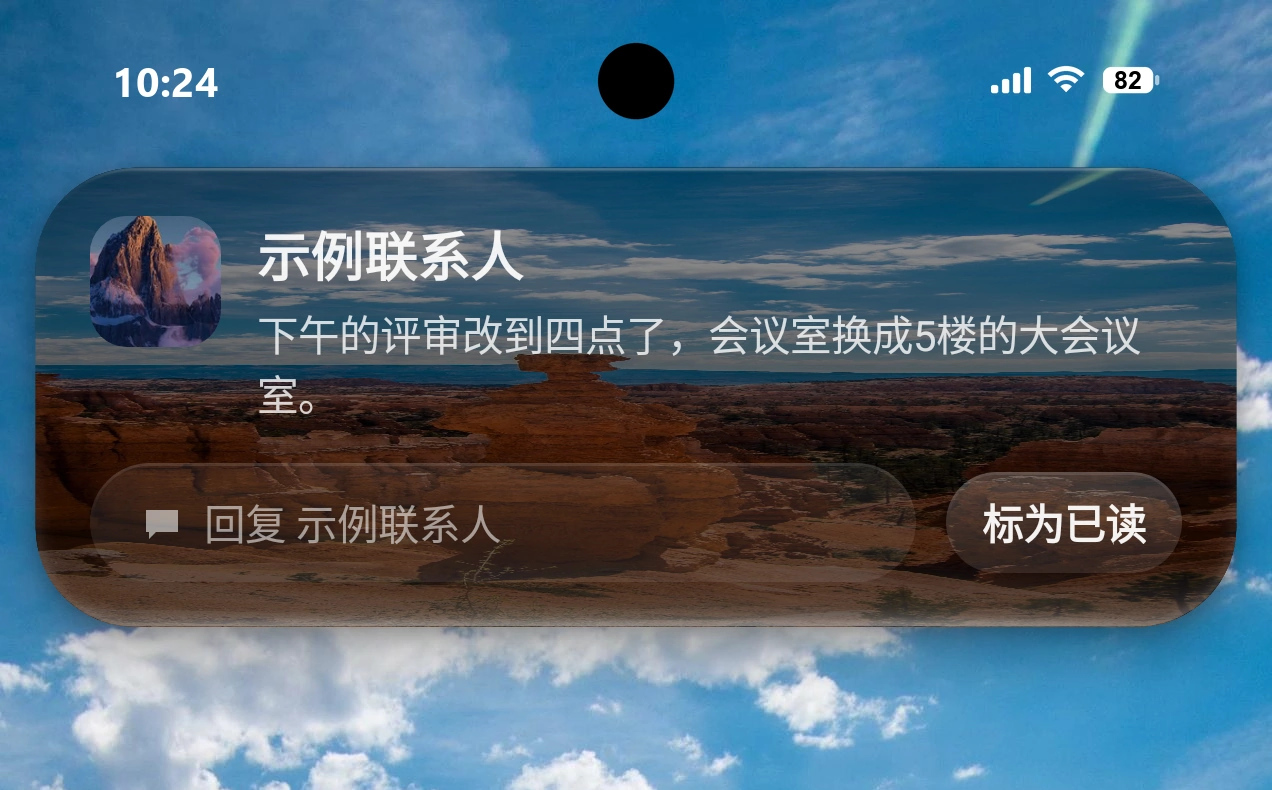 10:24
82
示例联系人
下午的评审改到四点了，会议室换成5楼的大会议
室。
回复 示例联系人
标为已读